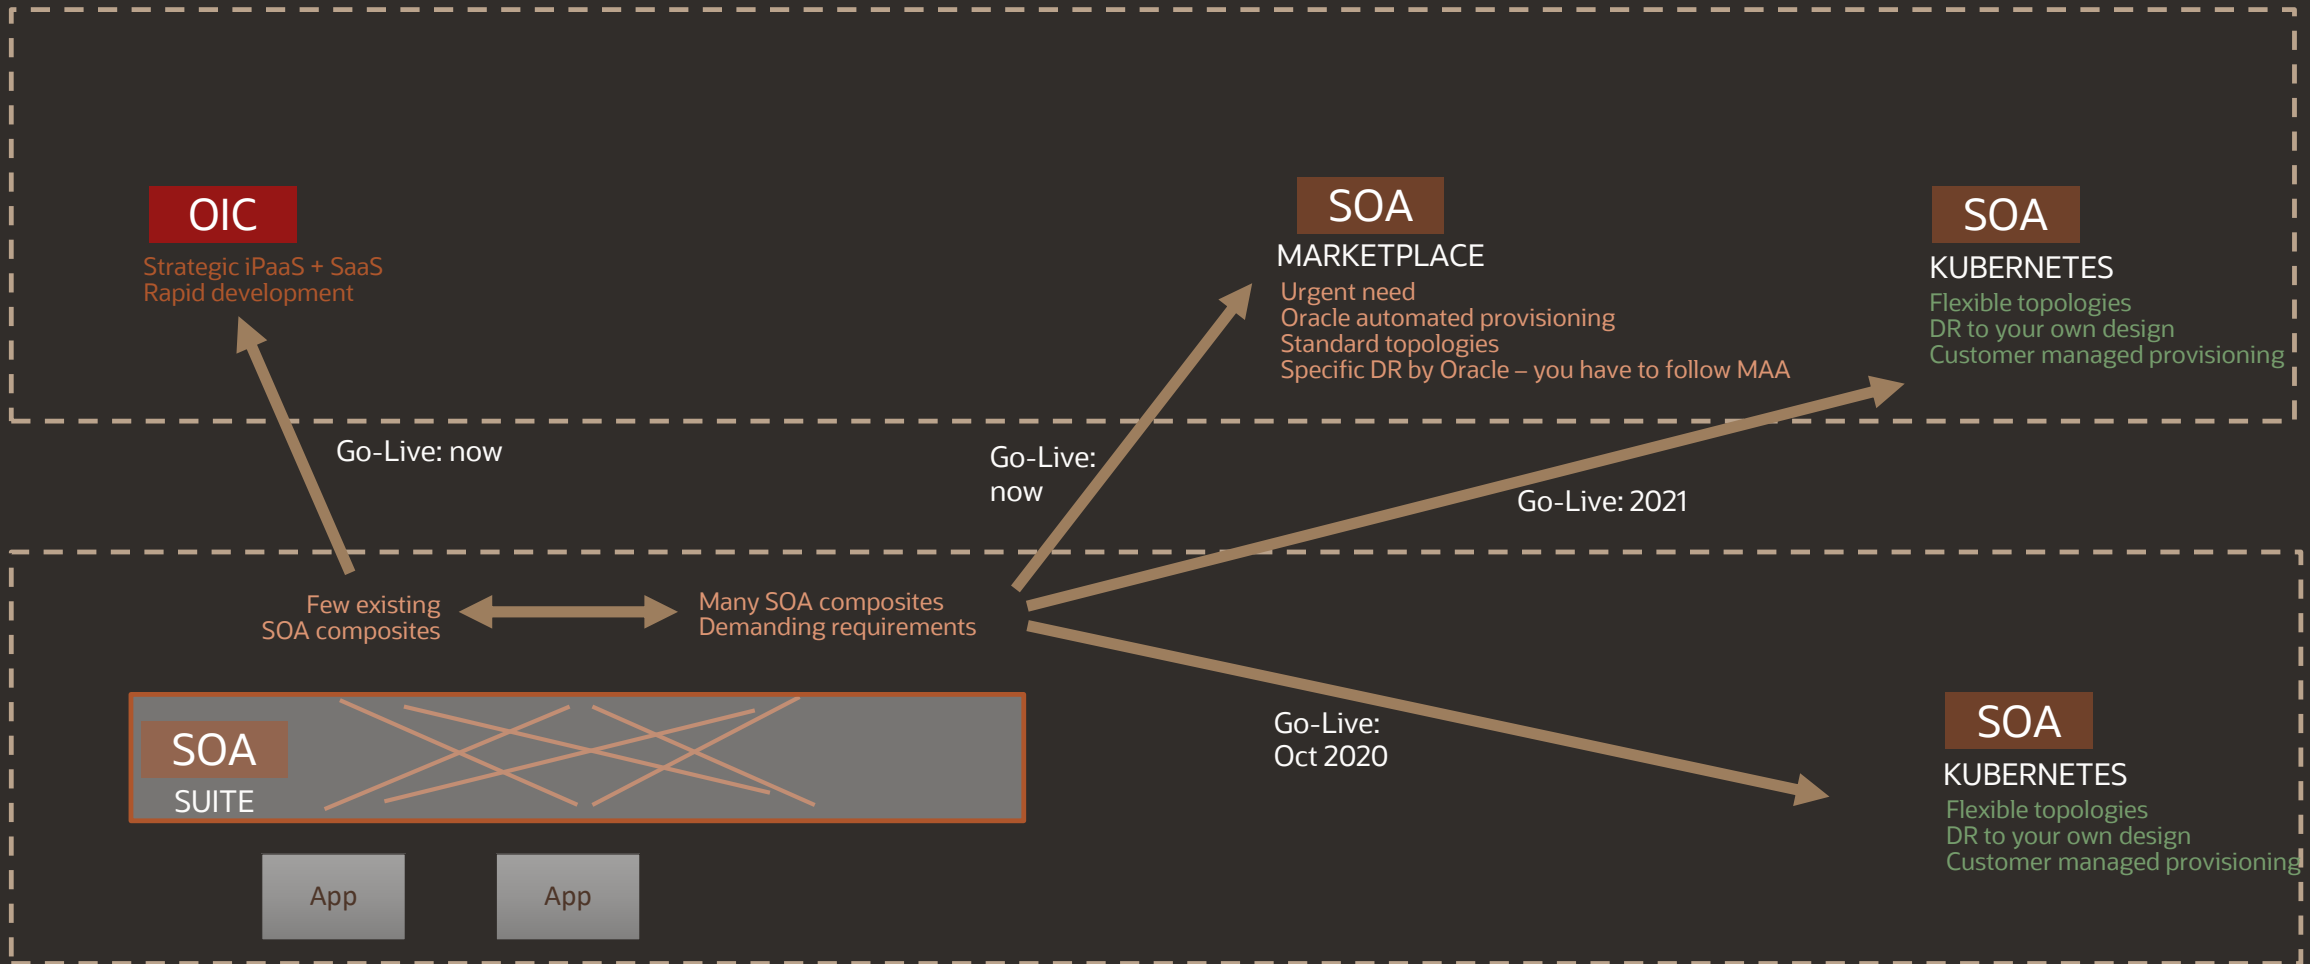 OIC
Strategic iPaaS + SaaS
Rapid development
SOA
MARKETPLACE
Urgent need
Oracle automated provisioning
Standard topologies
Specific DR by Oracle – you have to follow MAA
SOA
KUBERNETES
Flexible topologies
DR to your own design
Customer managed provisioning
Go-Live: now
Go-Live:
now
Go-Live: 2021
Few existing
SOA composites
Many SOA composites
Demanding requirements
SOA
SUITE
Go-Live:
Oct 2020
SOA
KUBERNETES
Flexible topologies
DR to your own design
Customer managed provisioning
App
App